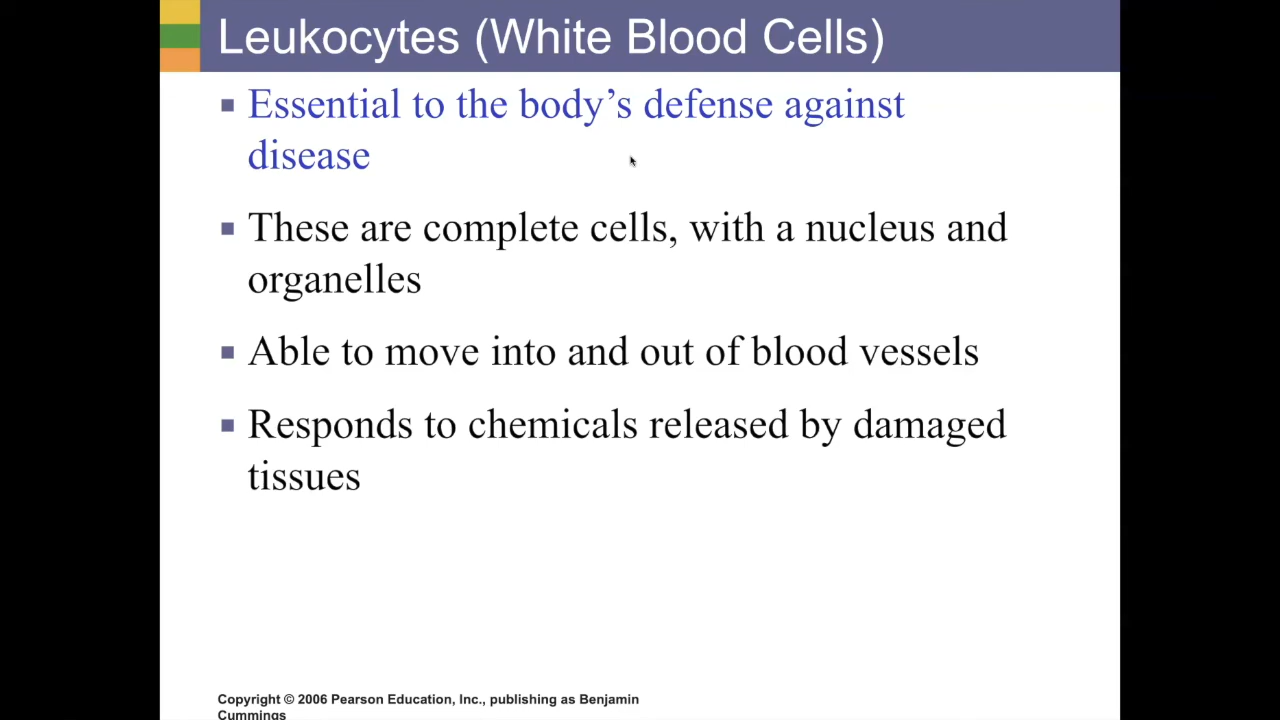 Leukocytes (White Blood Cells)
Essential to the body’s defense against
disease
These are complete cells, with a nucleus and
organelles
Able to move into and out of blood vessels
Responds to chemicals released by damaged
tissues
Copyright © 2006 Pearson Education, Inc., publishing as Benjamin
Cummings